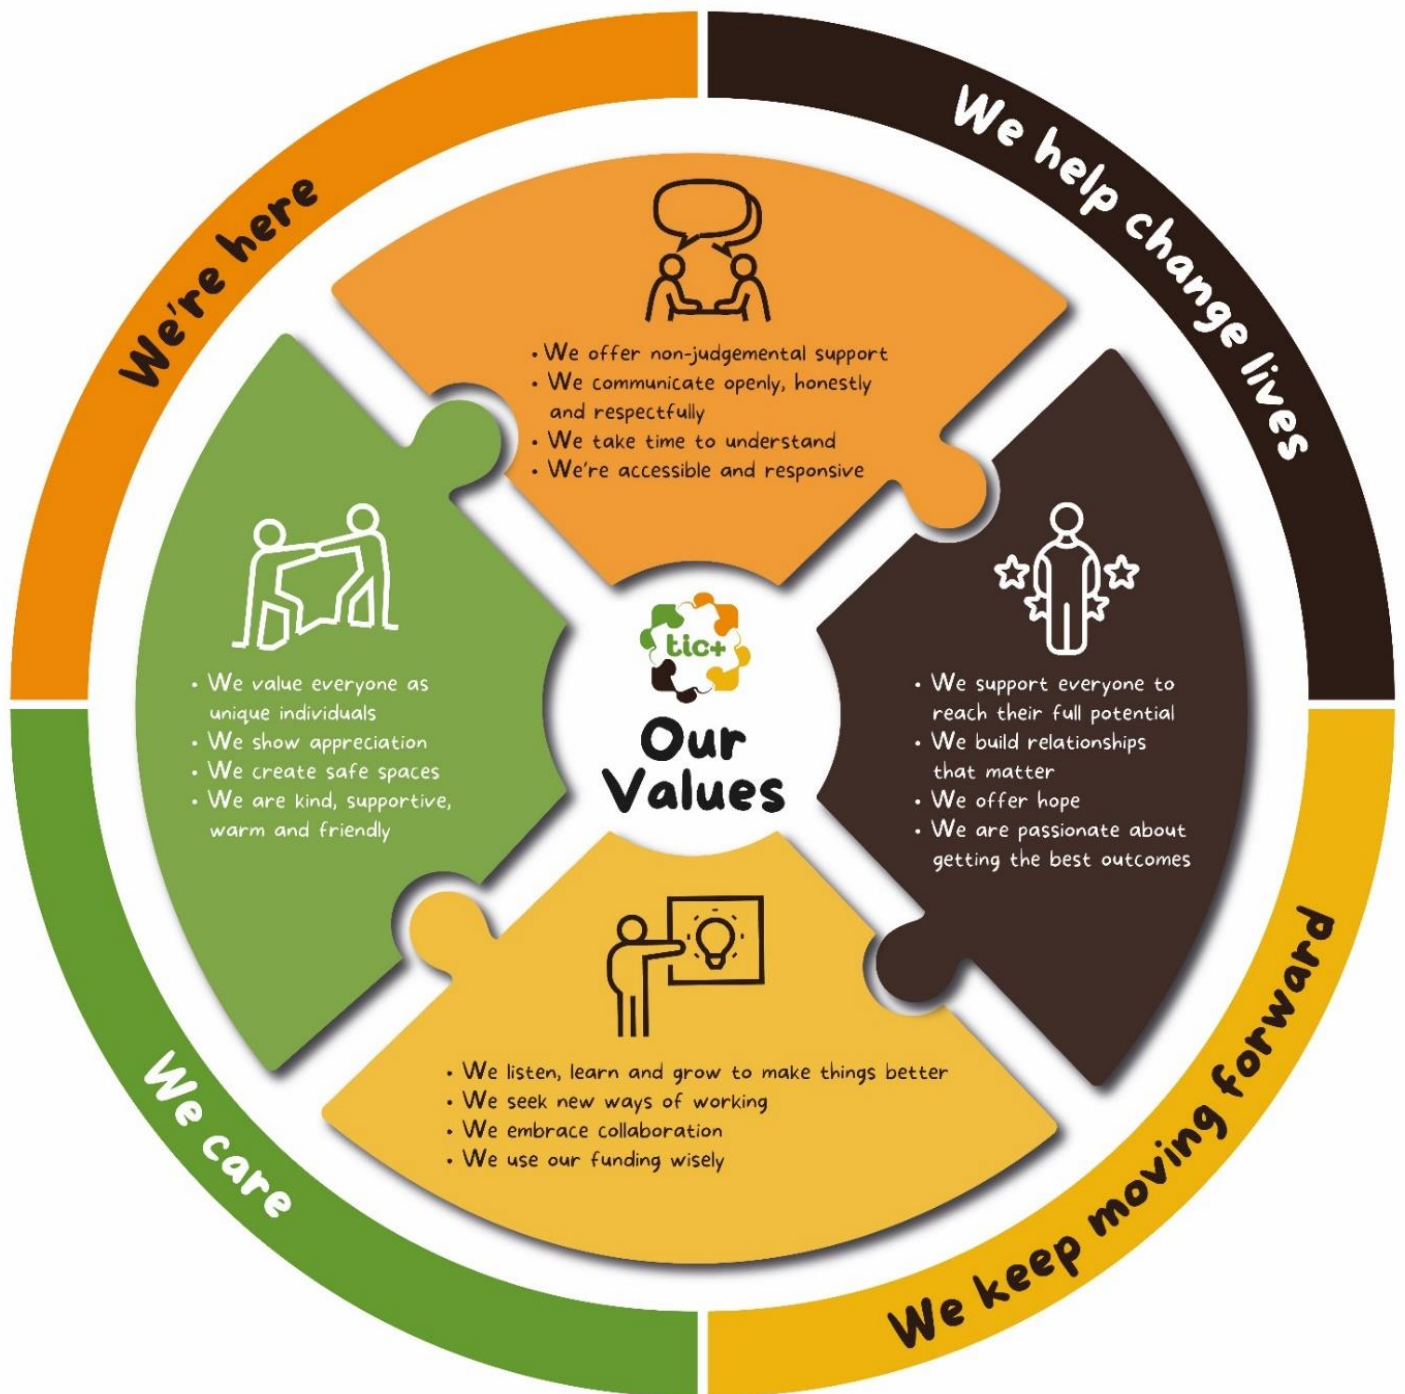 We're here
We help change lives
• We offer non-judgemental support
• We communicate openly, honestly
and respectfully
• We take time to understand
• We're accessible and responsive
• We value everyone as
unique individuals
• We show appreciation
• We create safe spaces
• We are kind, supportive,
warm and friendly
tic+
Our
Values
• We support everyone to
reach their full potential
• We build relationships
that matter
• We offer hope
• We are passionate about
getting the best outcomes
• We listen, learn and grow to make things better
• We seek new ways of working
• We embrace collaboration
• We use our funding wisely
We care
We keep moving forward